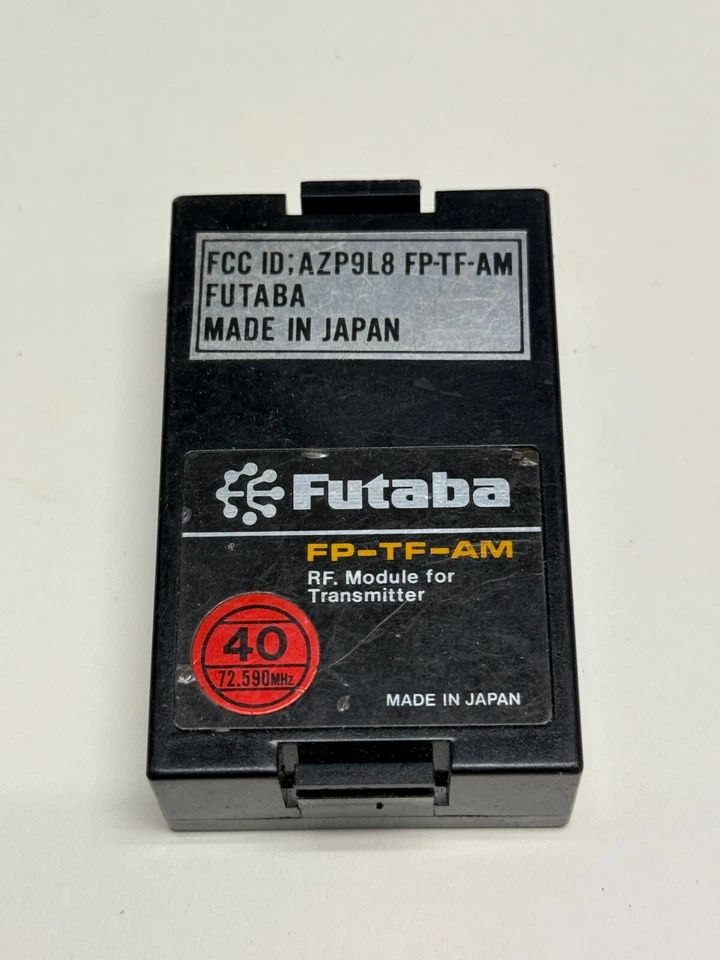 FCC ID;AZP9L8 FP-TF-AM
FUTABA
MADE IN JAPAN
Futaba
FP-TF-AM
RF. Module for
Transmitter
40
72.590MHz
MADE IN JAPAN